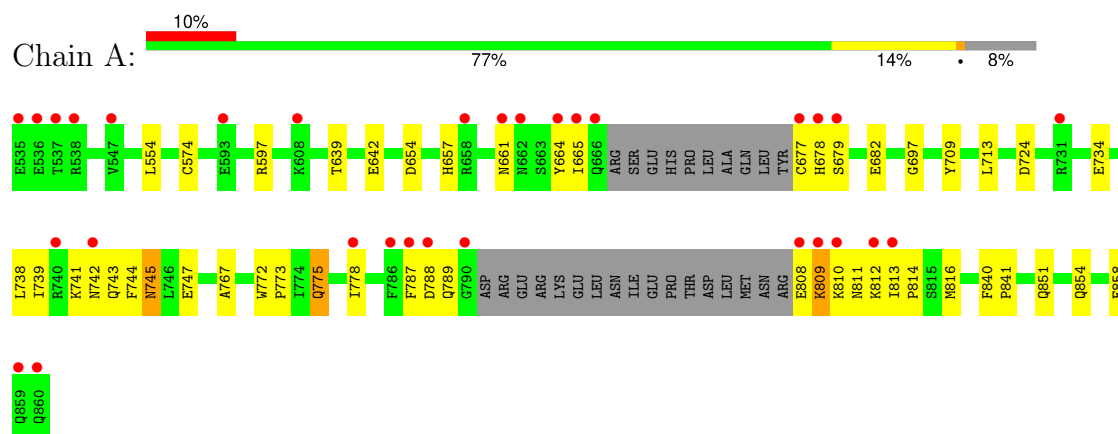 10%
Chain A:
77% 14% • 8%
E535 E536 T537 R538 V547 L554 C574 E593 R597 K608 T639 E642 D654 H657 R658 N661 N662 S663 Y664 I665 Q666 ARG SER GLU HIS PRO LEU ALA GLN LEU TYR C677 H678 S679 E682 G697 Y709 L713 D724 R731 E734
L738 I739 R740 K741 N742 Q743 F744 N745 L746 E747 A767 W772 P773 I774 Q775 I778 F786 F787 D788 Q789 G790 ASP ARG GLU ARG LYS GLU LEU ASN ILE GLU PRO THR ASP LEU MET ASN ARG E808 K809 K810 N811 K812 I813 P814 S815 M816 F840 P841 Q851 Q854
Q859 Q860